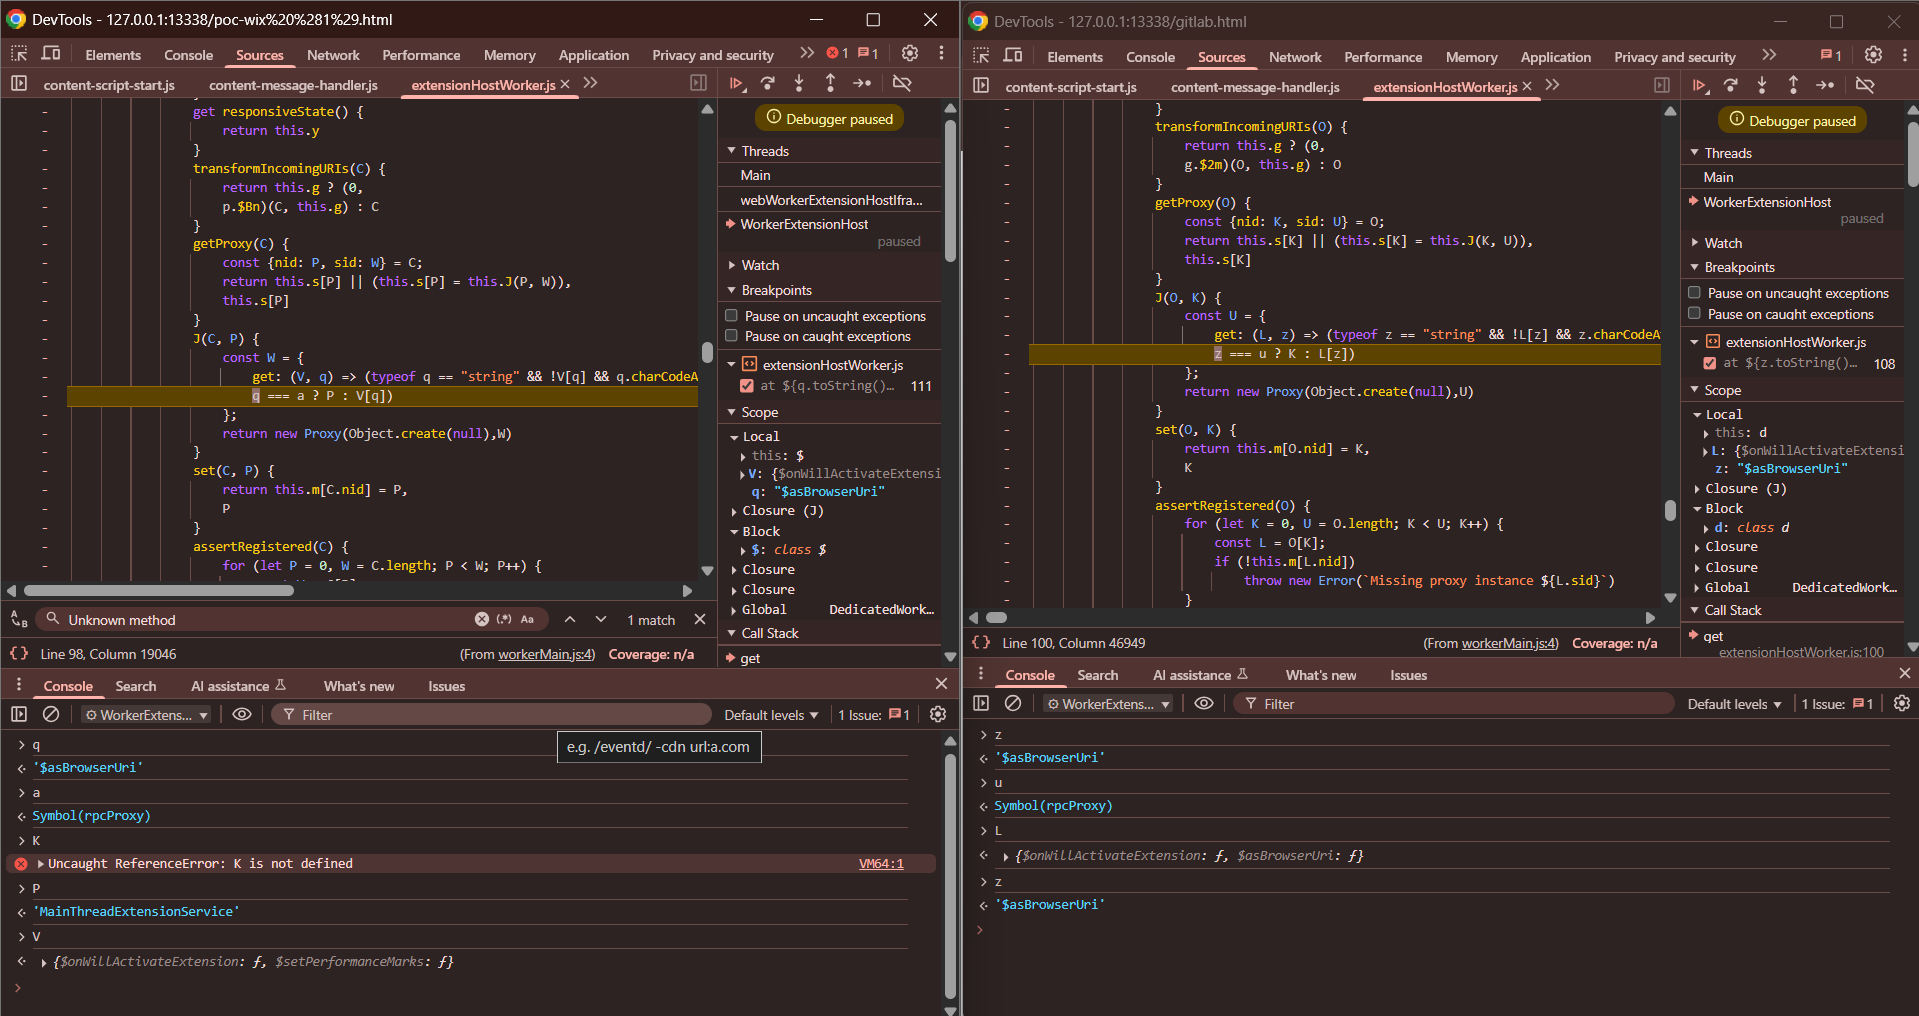 DevTools - 127.0.0.1:13338/poc-wix%20%281%29.html
Elements Console Sources Network Performance Memory Application Privacy and security 1 1
content-script-start.js content-message-handler.js extensionHostWorker.js
get responsiveState() {
return this.y
}
transformIncomingURIs(C) {
return this.g ? (0,
p.$Bn)(C, this.g) : C
}
getProxy(C) {
const {nid: P, sid: W} = C;
return this.s[P] || (this.s[P] = this.J(P, W)),
this.s[P]
}
J(C, P) {
const W = {
get: (V, q) => (typeof q == "string" && !V[q] && q.charCodeA
q === a ? P : V[q])
};
return new Proxy(Object.create(null),W)
}
set(C, P) {
return this.m[C.nid] = P,
P
}
assertRegistered(C) {
for (let P = 0, W = C.length; P < W; P++) {
Debugger paused
Threads
Main
webWorkerExtensionHostIfra...
WorkerExtensionHost
paused
Watch
Breakpoints
Pause on uncaught exceptions
Pause on caught exceptions
extensionHostWorker.js
at ${q.toString()... 111
Scope
Local
this: $
V: {$onWillActivateExtensi
q: "$asBrowserUri"
Closure (J)
Block
$: class $
Closure
Closure
Global DedicatedWork...
Call Stack
get
Unknown method (.*) Aa 1 match
{} Line 98, Column 19046 (From workerMain.js:4) Coverage: n/a
Console Search AI assistance What's new Issues
WorkerExtens... Filter Default levels 1 Issue: 1
e.g. /eventd/ -cdn url:a.com
q
'$asBrowserUri'
a
Symbol(rpcProxy)
K
Uncaught ReferenceError: K is not defined VM64:1
P
'MainThreadExtensionService'
V
{$onWillActivateExtension: ƒ, $setPerformanceMarks: ƒ}
DevTools - 127.0.0.1:13338/gitlab.html
Elements Console Sources Network Performance Memory Application Privacy and security 1
content-script-start.js content-message-handler.js extensionHostWorker.js
}
transformIncomingURIs(O) {
return this.g ? (0,
g.$2m)(O, this.g) : O
}
getProxy(O) {
const {nid: K, sid: U} = O;
return this.s[K] || (this.s[K] = this.J(K, U)),
this.s[K]
}
J(O, K) {
const U = {
get: (L, z) => (typeof z == "string" && !L[z] && z.charCodeA
z === u ? K : L[z])
};
return new Proxy(Object.create(null),U)
}
set(O, K) {
return this.m[O.nid] = K,
K
}
assertRegistered(O) {
for (let K = 0, U = O.length; K < U; K++) {
const L = O[K];
if (!this.m[L.nid])
throw new Error(`Missing proxy instance ${L.sid}`)
}
Debugger paused
Threads
Main
WorkerExtensionHost
paused
Watch
Breakpoints
Pause on uncaught exceptions
Pause on caught exceptions
extensionHostWorker.js
at ${z.toString()... 108
Scope
Local
this: d
L: {$onWillActivateExtensi
z: "$asBrowserUri"
Closure (J)
Block
d: class d
Closure
Closure
Global DedicatedWork...
Call Stack
get
extensionHostWorker.js:100
{} Line 100, Column 46949 (From workerMain.js:4) Coverage: n/a
Console Search AI assistance What's new Issues
WorkerExtens... Filter Default levels 1 Issue: 1
z
'$asBrowserUri'
u
Symbol(rpcProxy)
L
{$onWillActivateExtension: ƒ, $asBrowserUri: ƒ}
z
'$asBrowserUri'